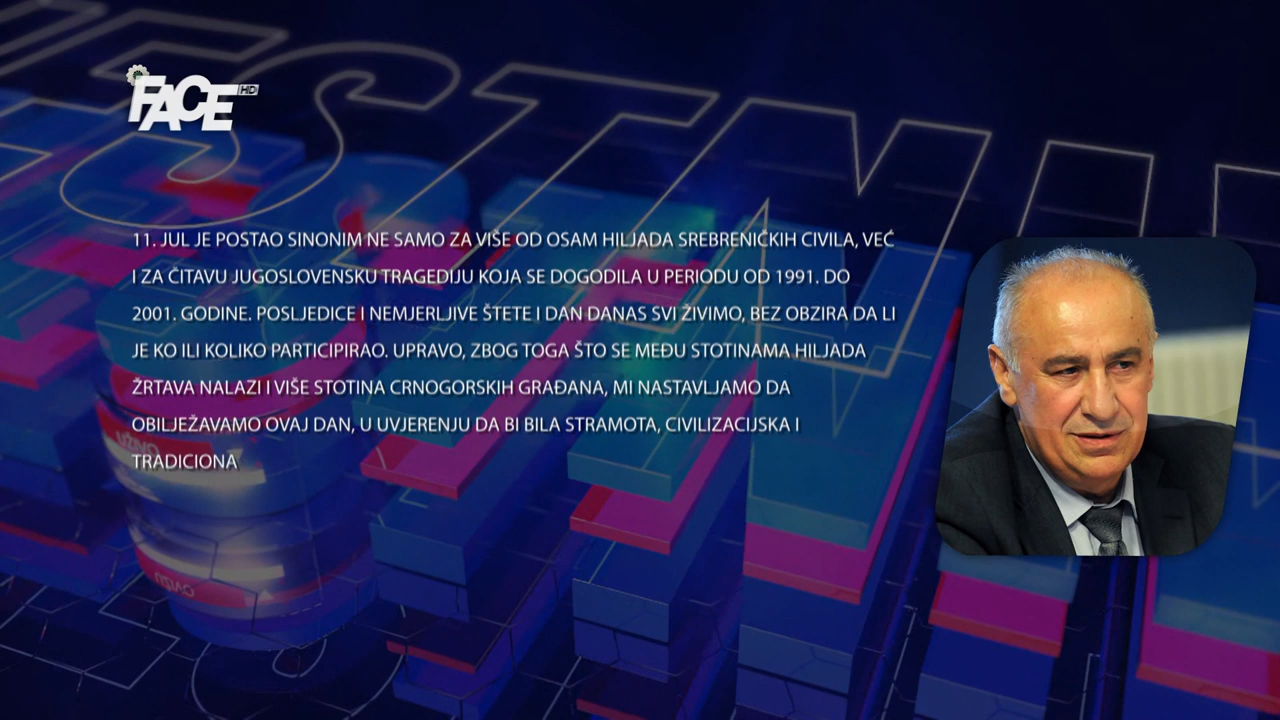 FACE HD
11. JUL JE POSTAO SINONIM NE SAMO ZA VIŠE OD OSAM HILJADA SREBRENIČKIH CIVILA, VEĆ
I ZA ČITAVU JUGOSLOVENSKU TRAGEDIJU KOJA SE DOGODILA U PERIODU OD 1991. DO
2001. GODINE. POSLJEDICE I NEMJERLJIVE ŠTETE I DAN DANAS SVI ŽIVIMO, BEZ OBZIRA DA LI
JE KO ILI KOLIKO PARTICIPIRAO. UPRAVO, ZBOG TOGA ŠTO SE MEĐU STOTINAMA HILJADA
ŽRTAVA NALAZI I VIŠE STOTINA CRNOGORSKIH GRAĐANA, MI NASTAVLJAMO DA
OBILJEŽAVAMO OVAJ DAN, U UVJERENJU DA BI BILA STRAMOTA, CIVILIZACIJSKA I
TRADICIONA
UŽIVO